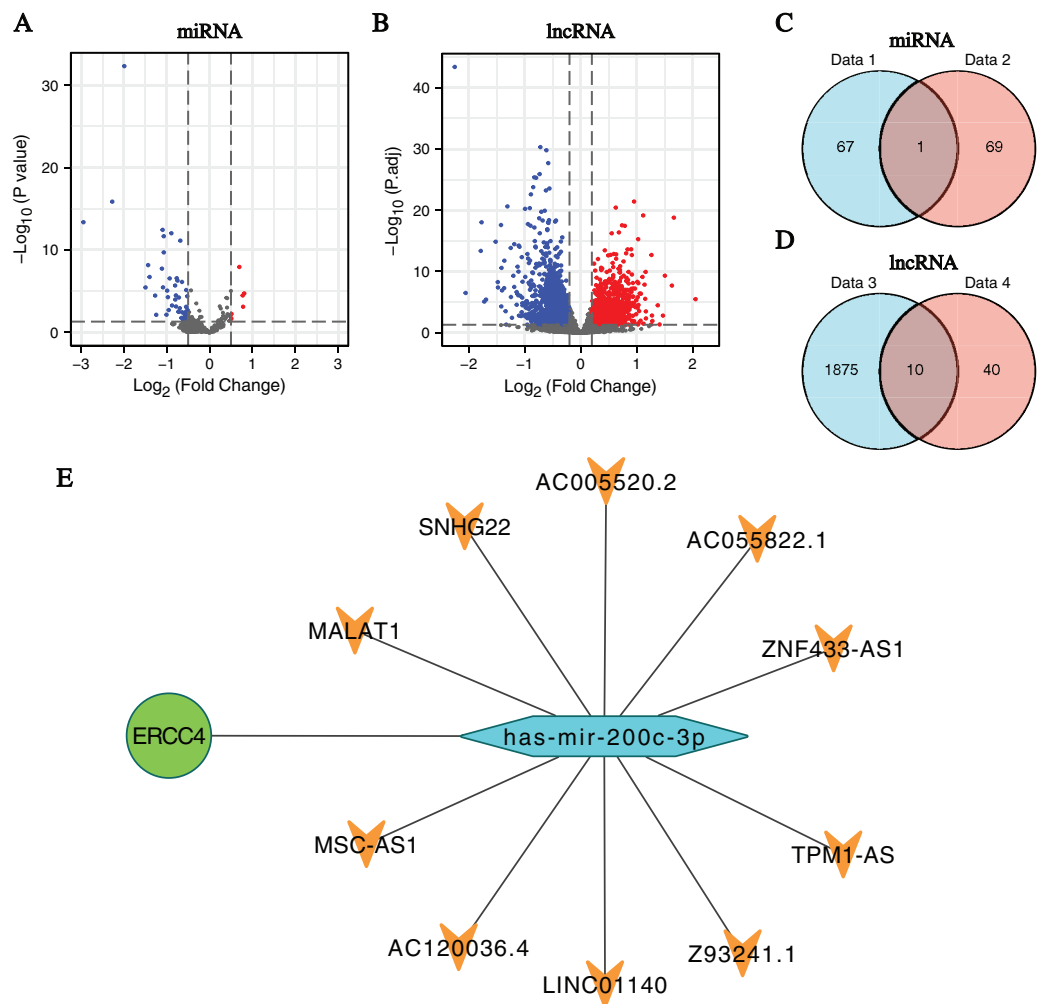 A
miRNA
−Log10 (P value)
30
20
10
0
−3 −2 −1 0 1 2 3
Log2 (Fold Change)
B
lncRNA
−Log10 (P.adj)
40
30
20
10
0
−2 −1 0 1 2
Log2 (Fold Change)
C
miRNA
Data 1 Data 2
67 1 69
D
lncRNA
Data 3 Data 4
1875 10 40
E
AC005520.2
SNHG22
AC055822.1
MALAT1
ZNF433-AS1
ERCC4
has-mir-200c-3p
MSC-AS1
TPM1-AS
AC120036.4
Z93241.1
LINC01140